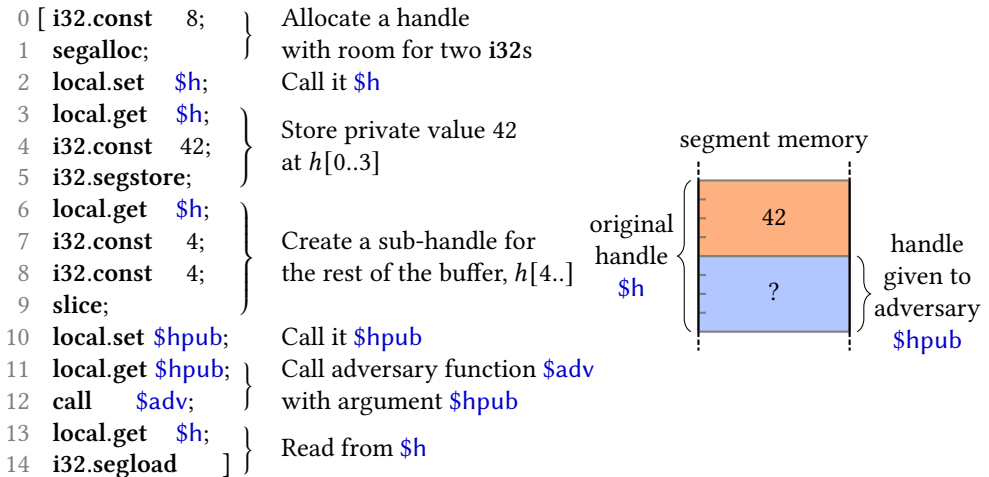 0 [ i32.const 8; Allocate a handle
1 segalloc; with room for two i32s
2 local.set $h; Call it $h
3 local.get $h;
4 i32.const 42; Store private value 42
5 i32.segstore; at h[0..3]
6 local.get $h;
7 i32.const 4; Create a sub-handle for
8 i32.const 4; the rest of the buffer, h[4..]
9 slice;
10 local.set $hpub; Call it $hpub
11 local.get $hpub; Call adversary function $adv
12 call $adv; with argument $hpub
13 local.get $h; Read from $h
14 i32.segload ]
segment memory
original
handle
$h
42
?
handle
given to
adversary
$hpub